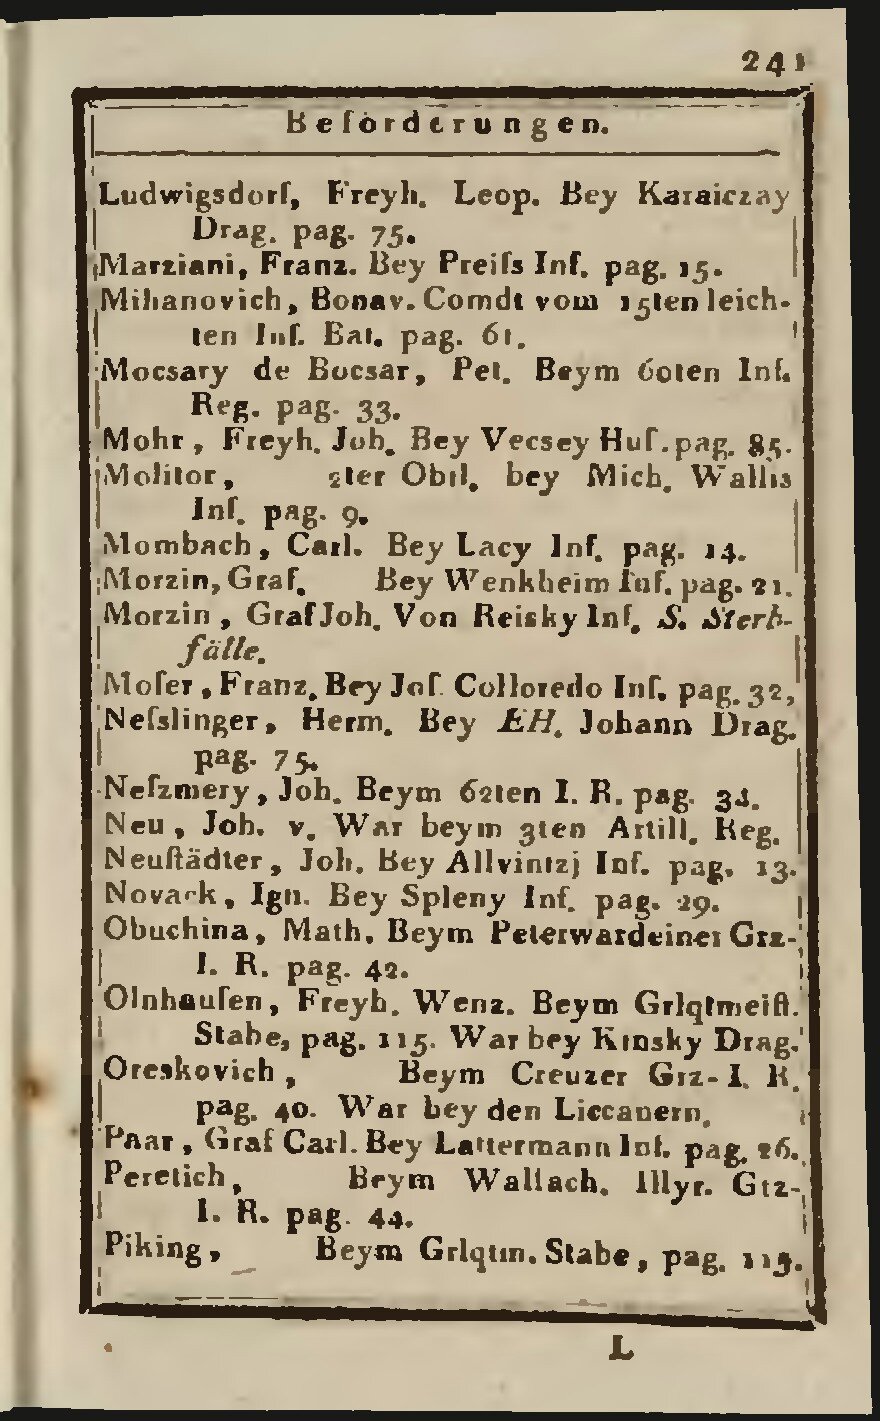 241
Beförderungen.
Ludwigsdorf, Freyh. Leop. Bey Karaiczay
Drag. pag. 75.
Marziani, Franz. Bey Preiſs Inf. pag. 15.
Mihanovich, Bonav. Comdt vom 15ten leich-
ten Inf. Bat. pag. 61.
Mocsary de Bocsar, Pet. Beym 60ten Inf.
Reg. pag. 33.
Mohr, Freyh. Joh. Bey Vecsey Huſ. pag. 85.
Molitor, 2ter Obtl. bey Mich. Wallis
Inf. pag. 9.
Mombach, Carl. Bey Lacy Inf. pag. 14.
Morzin, Graf. Bey Wenkheim Inf. pag. 21.
Morzin, Graf Joh. Von Reisky Inf. S. Sterb-
fälle.
Moſer, Franz. Bey Joſ. Colloredo Inf. pag. 32,
Neſslinger, Herm. Bey EH. Johann Drag.
pag. 75.
Neſzmery, Joh. Beym 62ten I. R. pag.
Neu, Joh. v. War beym 3ten Artill. Reg.
Neuſtädter, Joh. Bey Allvintzj Inf. pag. 13.
Novack, Ign. Bey Spleny Inf. pag. 29.
Obuchina, Math. Beym Peterwardeiner Grz-
I. R. pag. 42.
Olnhauſen, Freyh. Wenz. Beym Grlqtmeiſt.
Stabe, pag. 115. War bey Kinsky Drag.
Oreskovich, Beym Creuzer Grz- I. R.
pag. 40. War bey den Liccanern.
Paar, Graf Carl. Bey Lattermann Inf. pag. 26.
Peretich, Beym Wallach. Illyr. Grz-
I. R. pag. 44.
Piking, Beym Grlqtm. Stabe, pag. 115.
L